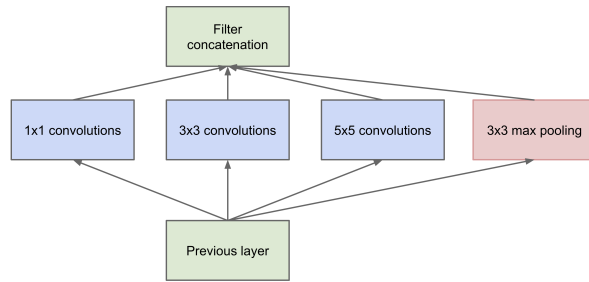 Filter
concatenation
1x1 convolutions
3x3 convolutions
5x5 convolutions
3x3 max pooling
Previous layer